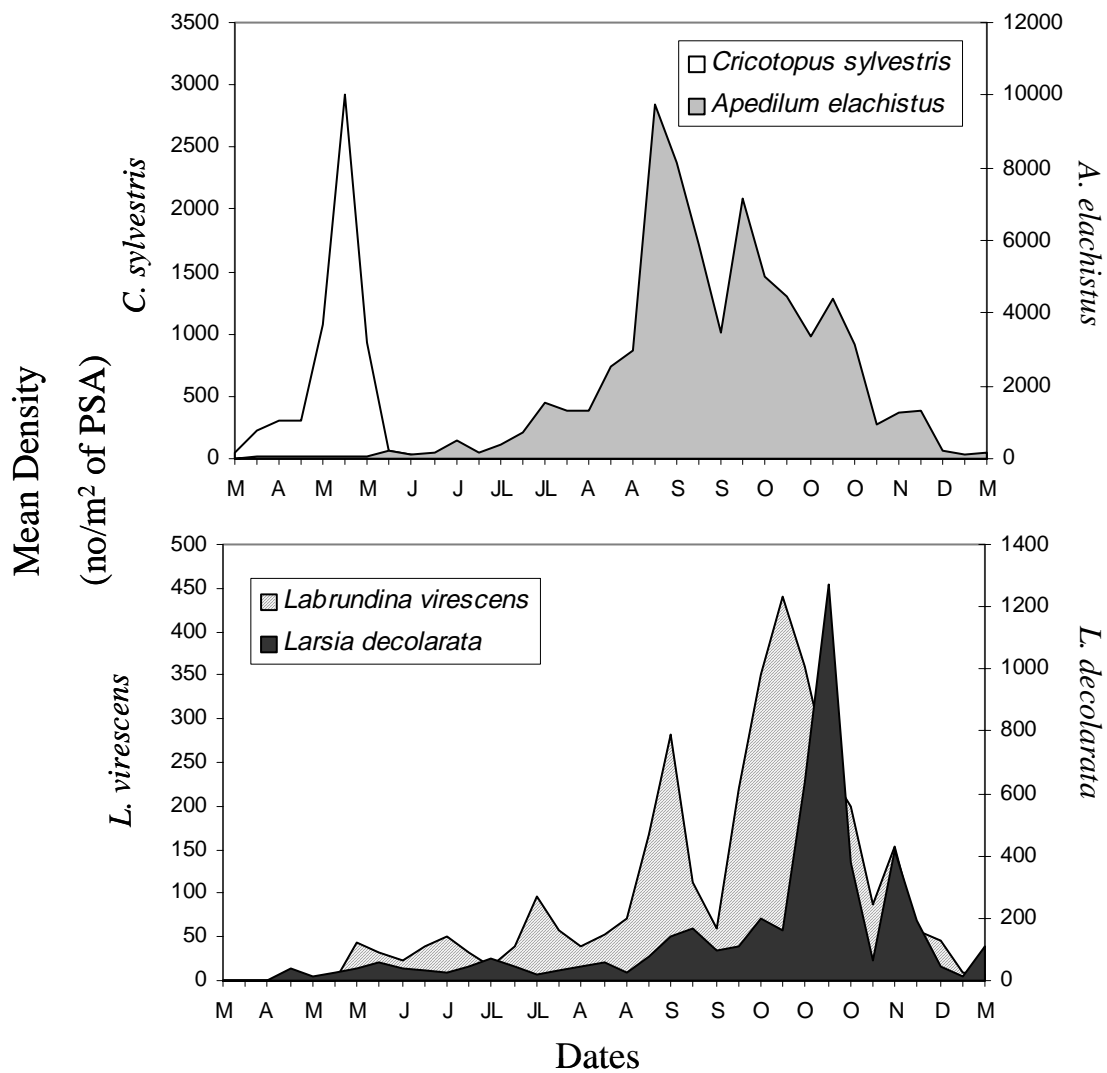 3500
3000
2500
2000
1500
1000
500
0
12000
10000
8000
6000
4000
2000
0
C. sylvestris
A. elachistus
Cricotopus sylvestris
Apedilum elachistus
M A M M J J JL JL A A S S O O O N D M
Mean Density
(no/m² of PSA)
500
450
400
350
300
250
200
150
100
50
0
1400
1200
1000
800
600
400
200
0
L. virescens
L. decolarata
Labrundina virescens
Larsia decolarata
M A M M J J JL JL A A S S O O O N D M
Dates